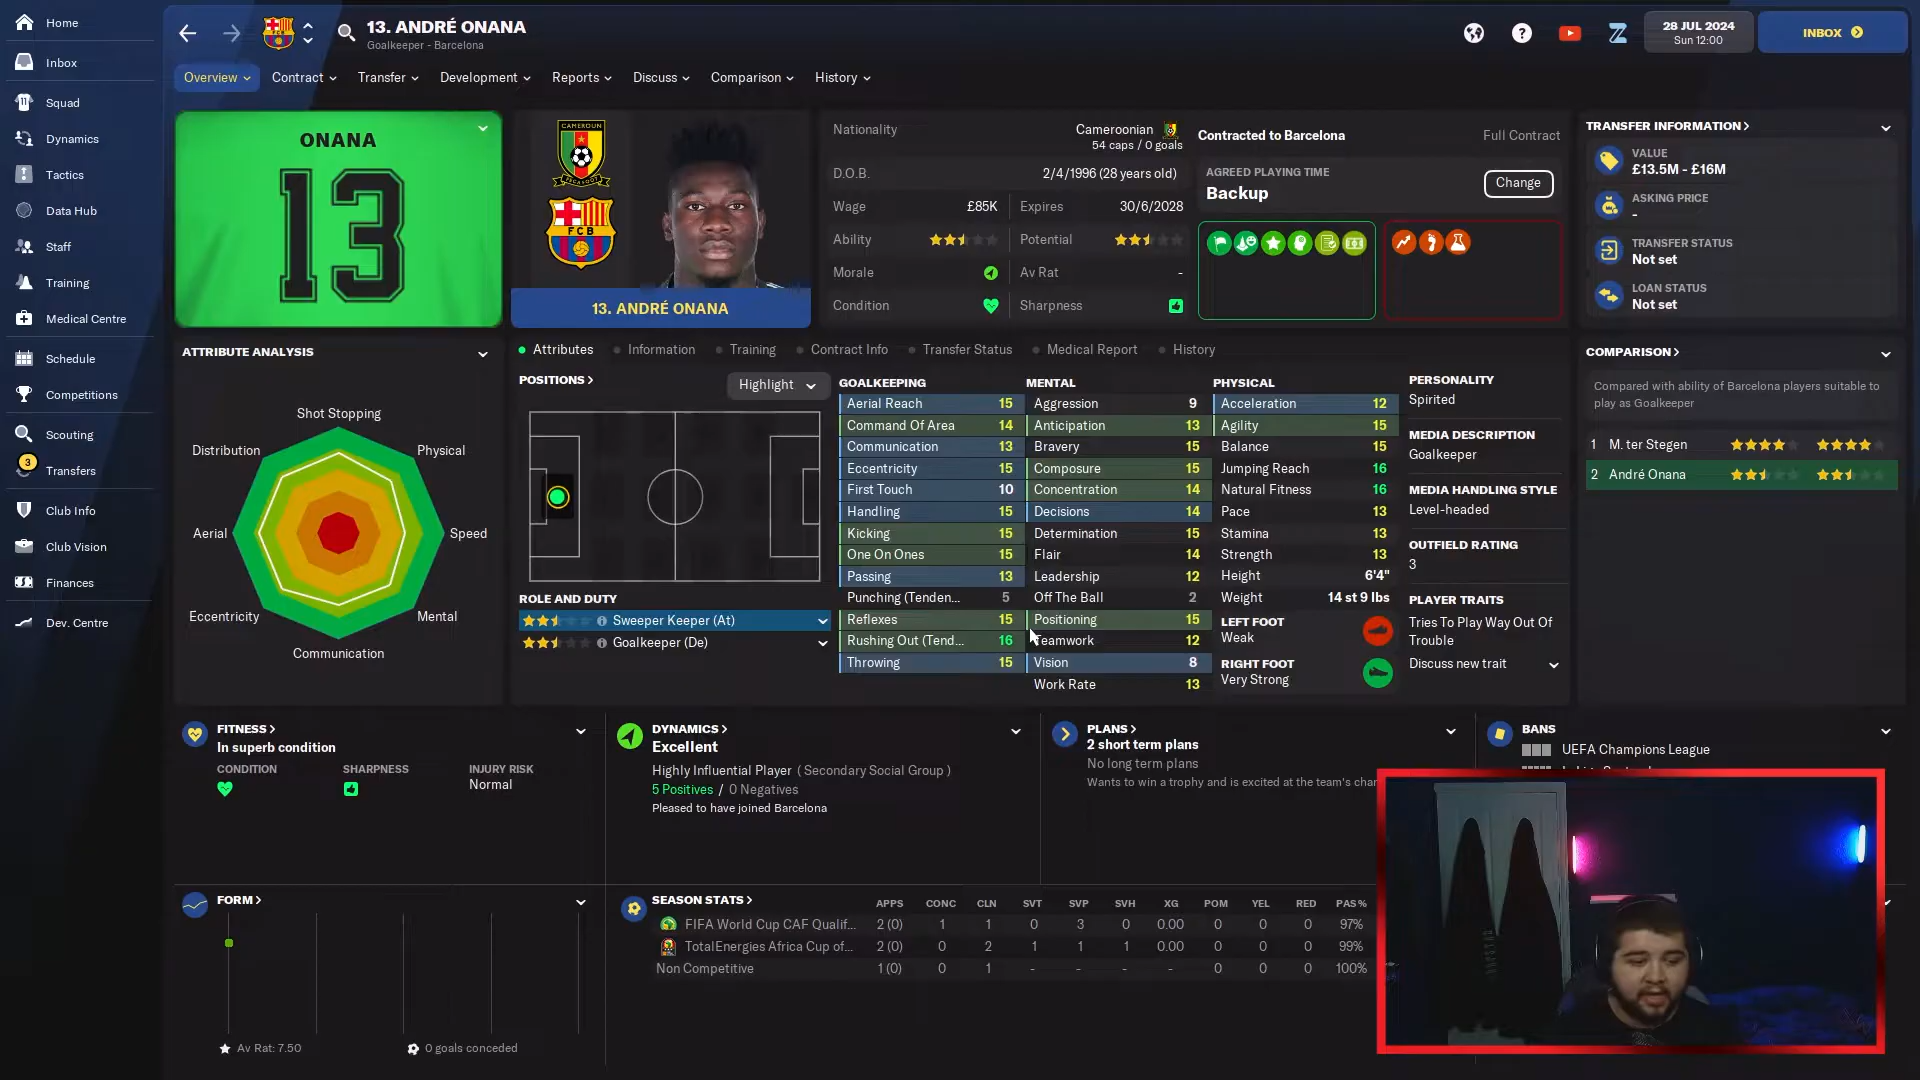 Home
Inbox
Squad
Dynamics
Tactics
Data Hub
Staff
Training
Medical Centre
Schedule
Competitions
Scouting
3
Transfers
Club Info
Club Vision
Finances
Dev. Centre
13. ANDRÉ ONANA
Goalkeeper - Barcelona
28 JUL 2024
Sun 12:00
INBOX
Overview Contract Transfer Development Reports Discuss Comparison History
ONANA
13
CAMEROUN
FCB
13. ANDRÉ ONANA
Nationality Cameroonian
54 caps / 0 goals
D.O.B. 2/4/1996 (28 years old)
Wage £85K Expires 30/6/2028
Ability Potential
Morale Av Rat -
Condition Sharpness
Contracted to Barcelona Full Contract
AGREED PLAYING TIME
Backup
Change
TRANSFER INFORMATION >
VALUE
£13.5M - £16M
ASKING PRICE
-
TRANSFER STATUS
Not set
LOAN STATUS
Not set
ATTRIBUTE ANALYSIS
Shot Stopping
Distribution Physical
Aerial Speed
Eccentricity Mental
Communication
Attributes Information Training Contract Info Transfer Status Medical Report History
POSITIONS >
Highlight
ROLE AND DUTY
Sweeper Keeper (At)
Goalkeeper (De)
GOALKEEPING
Aerial Reach 15
Command Of Area 14
Communication 13
Eccentricity 15
First Touch 10
Handling 15
Kicking 15
One On Ones 15
Passing 13
Punching (Tenden... 5
Reflexes 15
Rushing Out (Tend... 16
Throwing 15
MENTAL
Aggression 9
Anticipation 13
Bravery 15
Composure 15
Concentration 14
Decisions 14
Determination 15
Flair 14
Leadership 12
Off The Ball 2
Positioning 15
Teamwork 12
Vision 8
Work Rate 13
PHYSICAL
Acceleration 12
Agility 15
Balance 15
Jumping Reach 16
Natural Fitness 16
Pace 13
Stamina 13
Strength 13
Height 6'4"
Weight 14 st 9 lbs
LEFT FOOT
Weak
RIGHT FOOT
Very Strong
PERSONALITY
Spirited
MEDIA DESCRIPTION
Goalkeeper
MEDIA HANDLING STYLE
Level-headed
OUTFIELD RATING
3
PLAYER TRAITS
Tries To Play Way Out Of
Trouble
Discuss new trait
COMPARISON >
Compared with ability of Barcelona players suitable to
play as Goalkeeper
1 M. ter Stegen
2 André Onana
FITNESS >
In superb condition
CONDITION SHARPNESS INJURY RISK
Normal
DYNAMICS >
Excellent
Highly Influential Player ( Secondary Social Group )
5 Positives / 0 Negatives
Pleased to have joined Barcelona
PLANS >
2 short term plans
No long term plans
Wants to win a trophy and is excited at the team's
BANS
UEFA Champions League
FORM >
Av Rat: 7.50
0 goals conceded
SEASON STATS > APPS CONC CLN SVT SVP SVH XG POM YEL RED PAS%
FIFA World Cup CAF Qualif... 2 (0) 1 1 0 3 0 0.00 0 0 0 97%
TotalEnergies Africa Cup of... 2 (0) 0 2 1 1 1 0.00 0 0 0 99%
Non Competitive 1 (0) 0 1 - - - - 0 0 0 100%